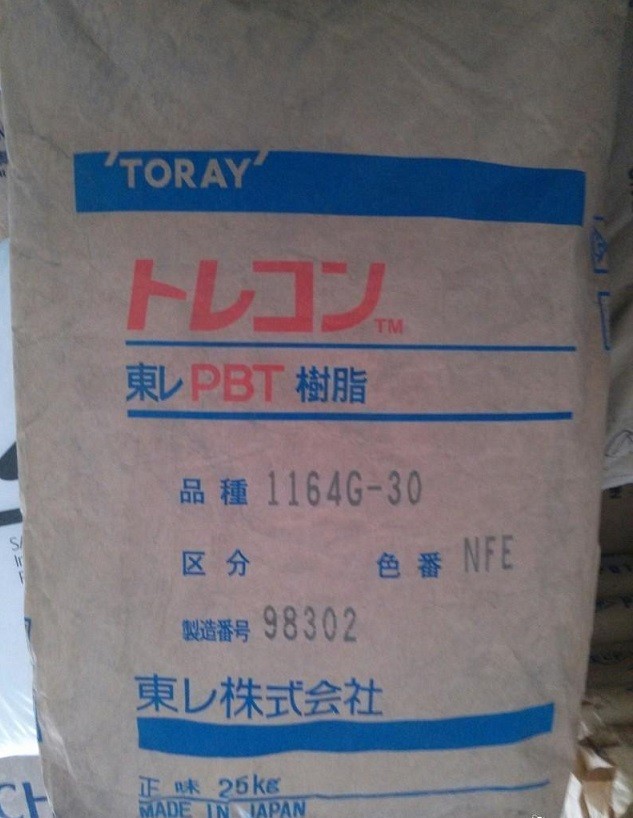 'TORAY'
トレコン™
東レPBT樹脂
品種 1164G-30
区分 色番 NFE
製造番号 98302
東レ株式会社
正味 25kg
MADE IN JAPAN